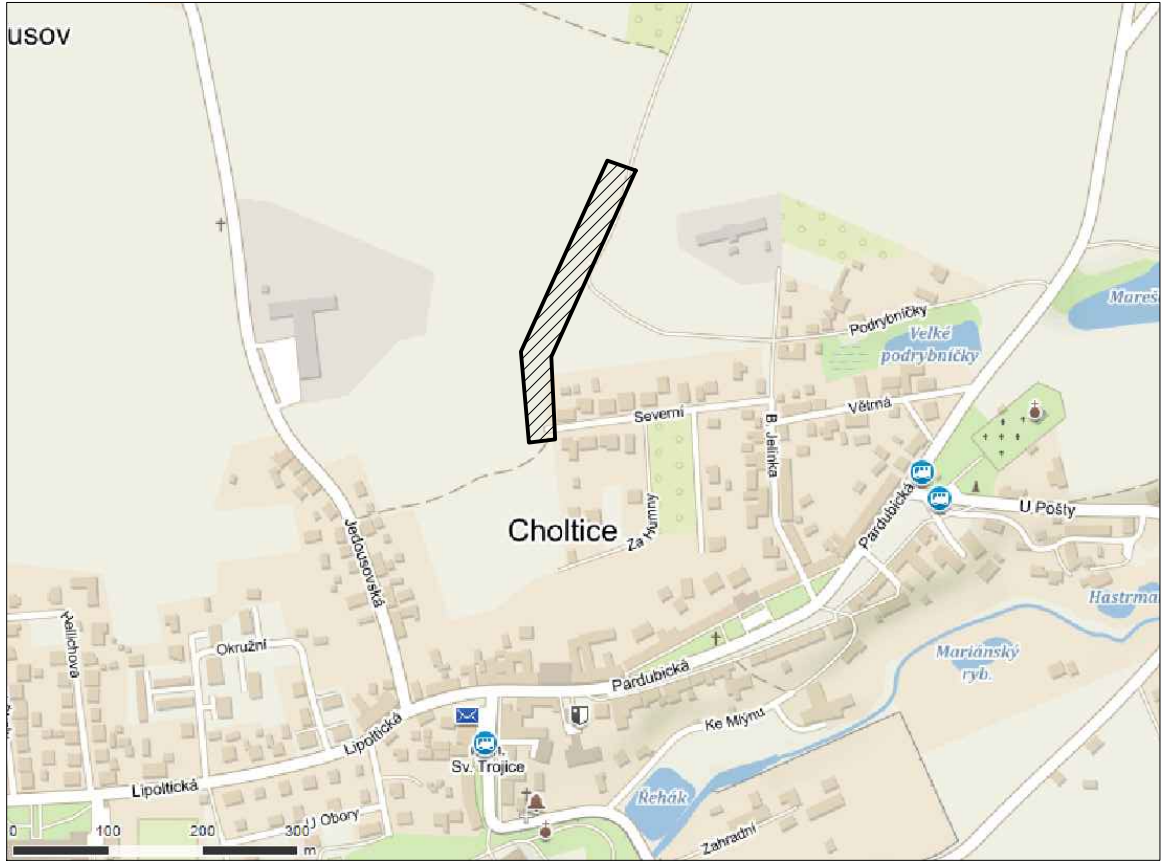 usov
Mareš
Podrybníčky
Velké
podrybníčky
Větrná
Severní
B. Jelínka
Pardubická
U Pošty
Za Humny
Choltice
Jedousovská
Hastrma
Vellichova
Okružní
Mariánský
ryb.
Pardubická
Ke Mlýnu
Lipoltická
Sv. Trojice
Lipoltická
Řehák
U Obory
Zahradní
0 100 200 300
m